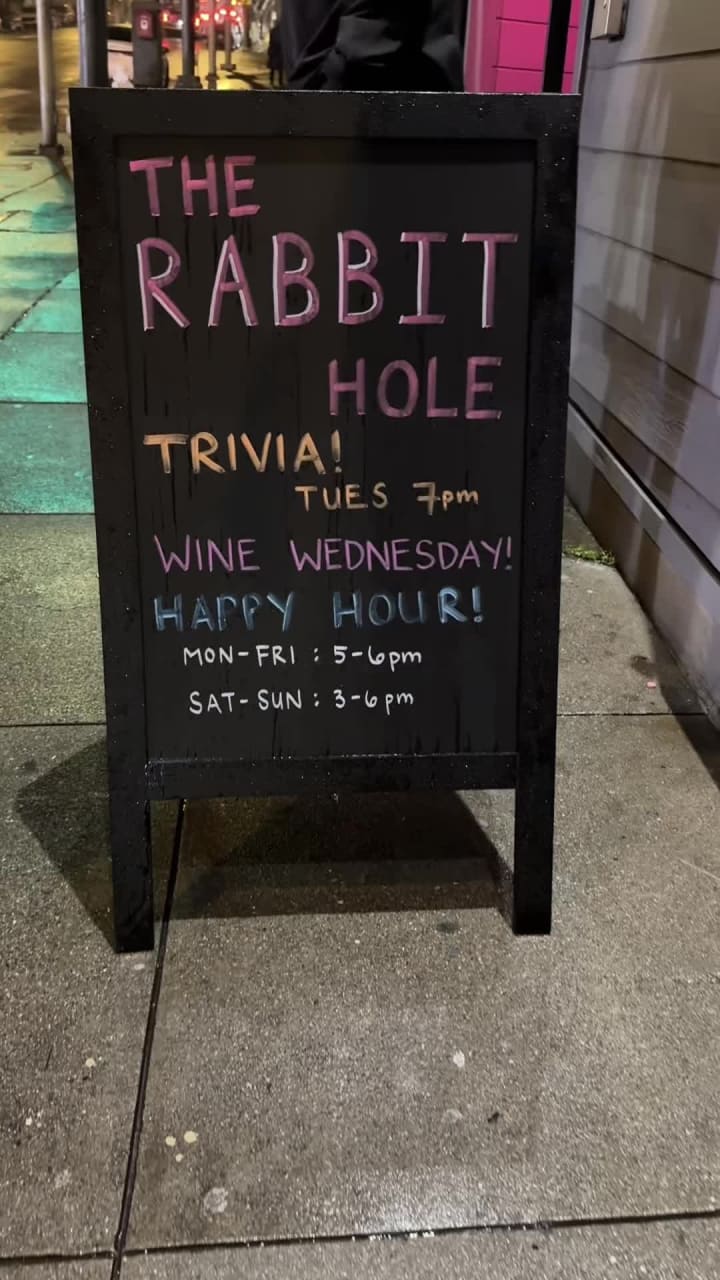 THE
RABBIT
HOLE
TRIVIA!
TUES 7pm
WINE WEDNESDAY!
HAPPY HOUR!
MON-FRI : 5-6pm
SAT-SUN : 3-6pm